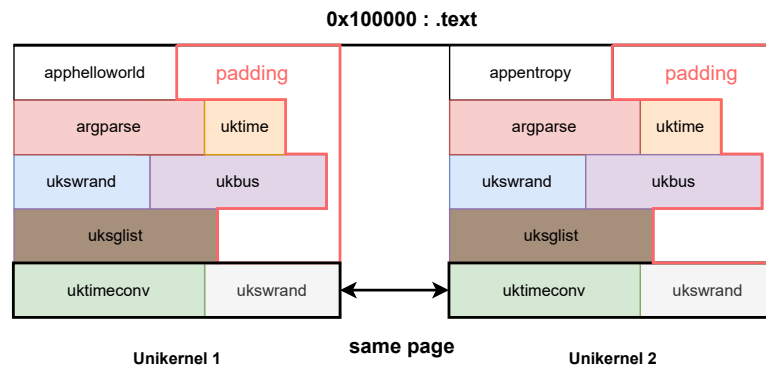 0x100000 : .text
apphelloworld padding appentropy padding
argparse uktime argparse uktime
ukswrand ukbus ukswrand ukbus
uksglist uksglist
uktimeconv ukswrand uktimeconv ukswrand
same page
Unikernel 1 Unikernel 2